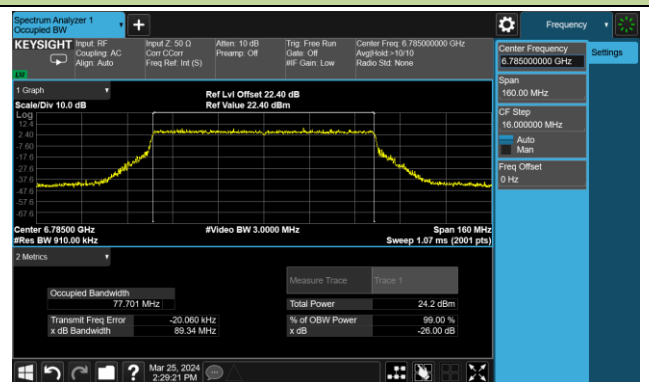 Spectrum Analyzer 1
Occupied BW
Frequency
KEYSIGHT
Input: RF
Coupling: AC
Align: Auto
Input Z: 50 Ω
Corr CCorr
Freq Ref: Int (S)
Atten: 10 dB
Preamp: Off
Trig: Free Run
Gate: Off
#IF Gain: Low
Center Freq: 6.785000000 GHz
Avg|Hold:>10/10
Radio Std: None
LW
Center Frequency
6.785000000 GHz
Settings
Span
160.00 MHz
CF Step
16.000000 MHz
Auto
Man
Freq Offset
0 Hz
1 Graph
Scale/Div 10.0 dB
Ref Lvl Offset 22.40 dB
Ref Value 22.40 dBm
Log
12.4
2.40
-7.60
-17.6
-27.6
-37.6
-47.6
-57.6
-67.6
Center 6.78500 GHz
#Video BW 3.0000 MHz
Span 160 MHz
#Res BW 910.00 kHz
Sweep 1.07 ms (2001 pts)
2 Metrics
Measure Trace Trace 1
Occupied Bandwidth
77.701 MHz
Total Power 24.2 dBm
Transmit Freq Error -20.060 kHz
% of OBW Power 99.00 %
x dB Bandwidth 89.34 MHz
x dB -26.00 dB
Mar 25, 2024
2:29:21 PM